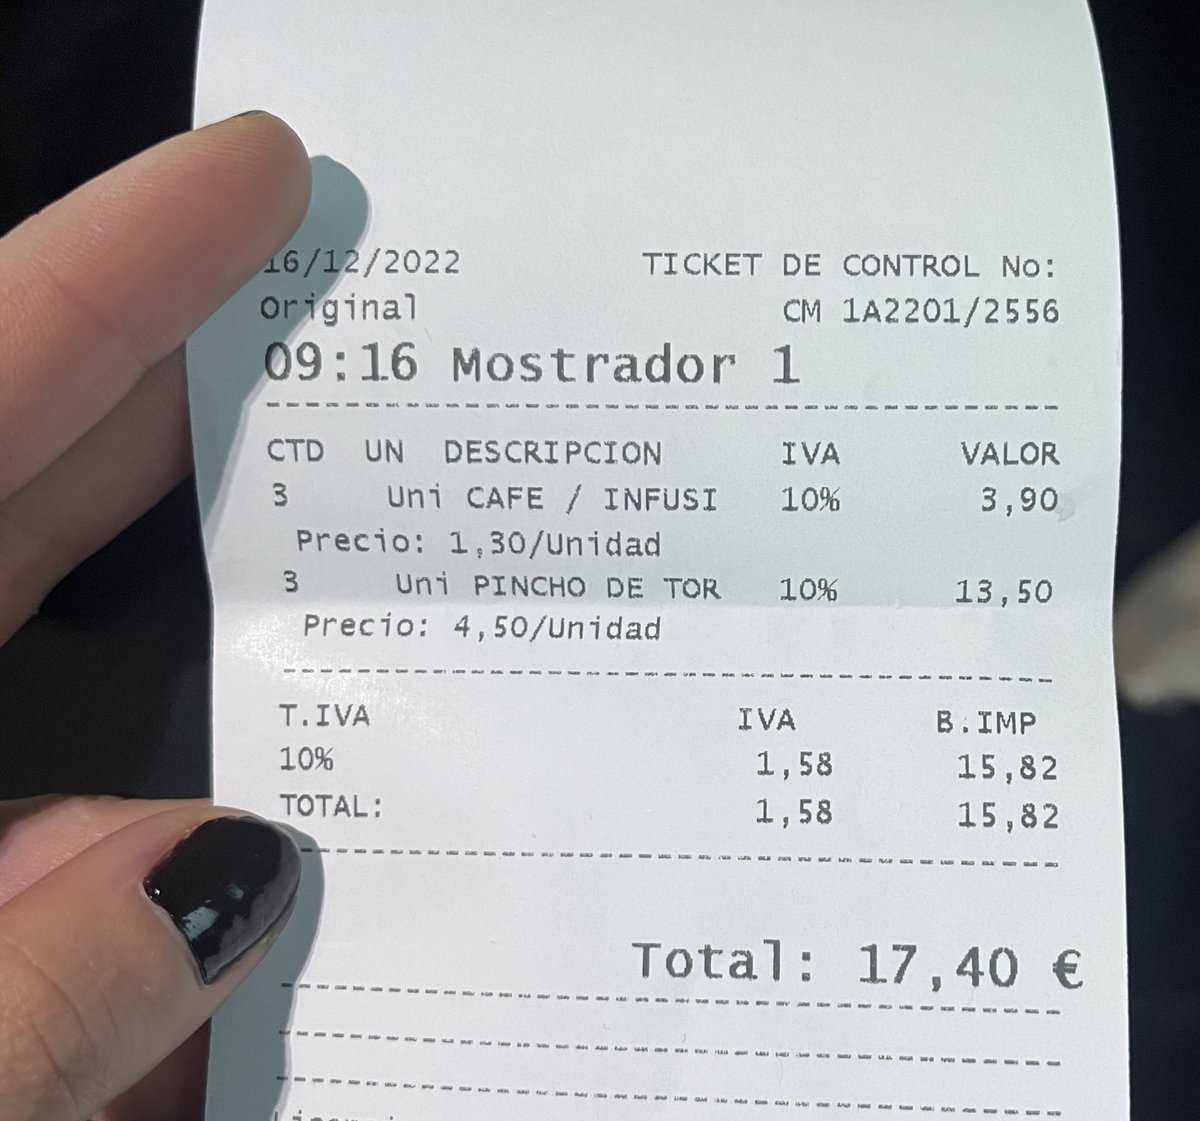 16/12/2022 TICKET DE CONTROL No:
Original CM 1A2201/2556
09:16 Mostrador 1
CTD UN DESCRIPCION IVA VALOR
3 Uni CAFE / INFUSI 10% 3,90
Precio: 1,30/Unidad
3 Uni PINCHO DE TOR 10% 13,50
Precio: 4,50/Unidad
T.IVA IVA B.IMP
10% 1,58 15,82
TOTAL: 1,58 15,82
Total: 17,40 €